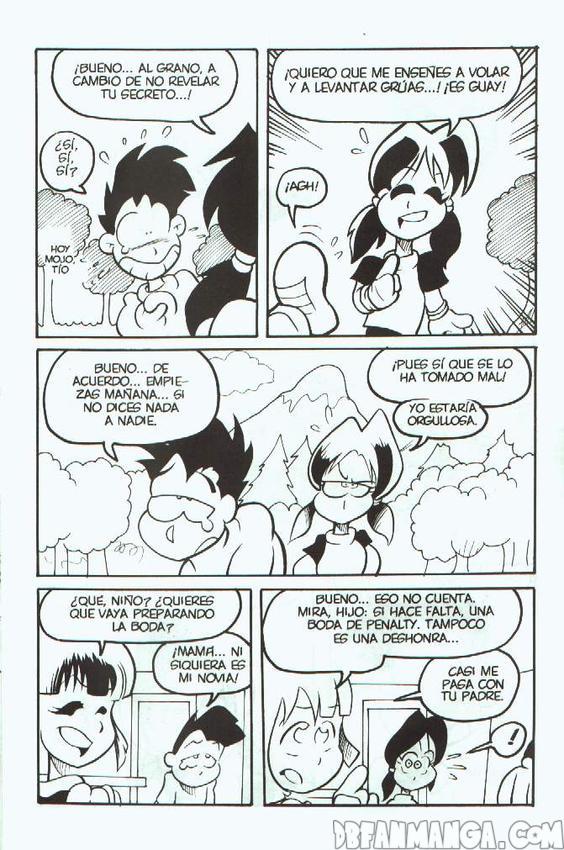 ¡BUENO... AL GRANO, A
CAMBIO DE NO REVELAR
TU SECRETO...!
¿SÍ,
SÍ,
SÍ?
HOY
MOJO,
TÍO
¡QUIERO QUE ME ENSEÑES A VOLAR
Y A LEVANTAR GRÚAS...! ¡ES GUAY!
¡AGH!
BUENO... DE
ACUERDO... EMPIE-
ZAS MAÑANA... SI
NO DICES NADA
A NADIE.
¡PUES SÍ QUE SE LO
HA TOMADO MAL!
YO ESTARÍA
ORGULLOSA.
¿QUÉ, NIÑO? ¿QUIERES
QUE VAYA PREPARANDO
LA BODA?
¡MAMÁ... NI
SIQUIERA ES
MI NOVIA!
BUENO... ESO NO CUENTA.
MIRA, HIJO: SI HACE FALTA, UNA
BODA DE PENALTY. TAMPOCO
ES UNA DESHONRA...
CASI ME
PASA CON
TU PADRE.
!
DBFANMANGA.COM